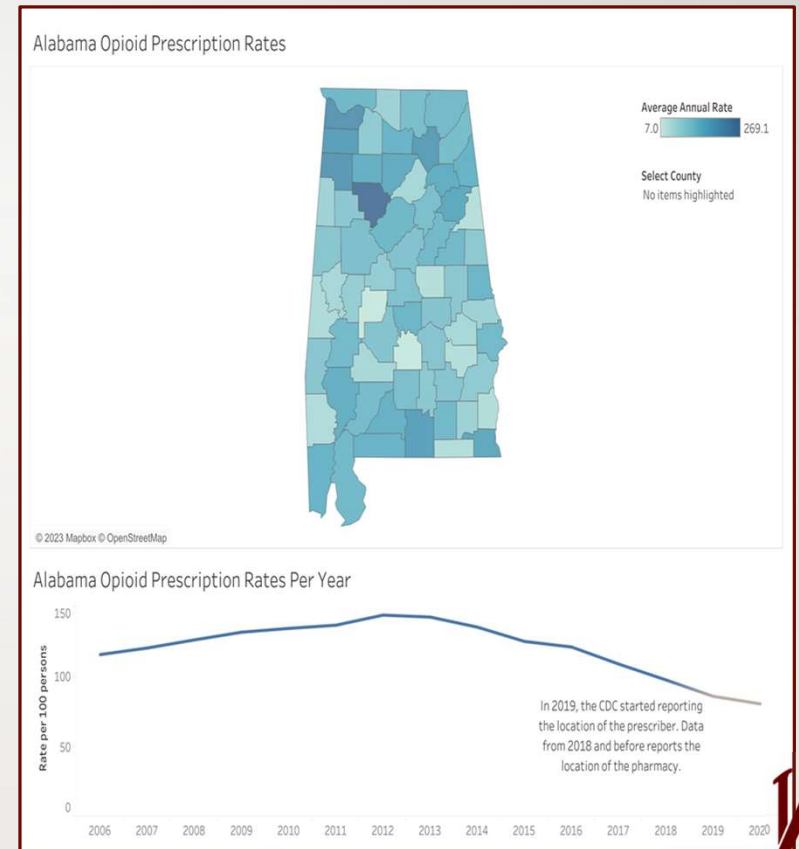 Alabama Opioid Prescription Rates
Average Annual Rate
7.0 269.1
Select County
No items highlighted
© 2023 Mapbox © OpenStreetMap
Alabama Opioid Prescription Rates Per Year
150
100
50
0
Rate per 100 persons
In 2019, the CDC started reporting
the location of the prescriber. Data
from 2018 and before reports the
location of the pharmacy.
2006 2007 2008 2009 2010 2011 2012 2013 2014 2015 2016 2017 2018 2019 2020